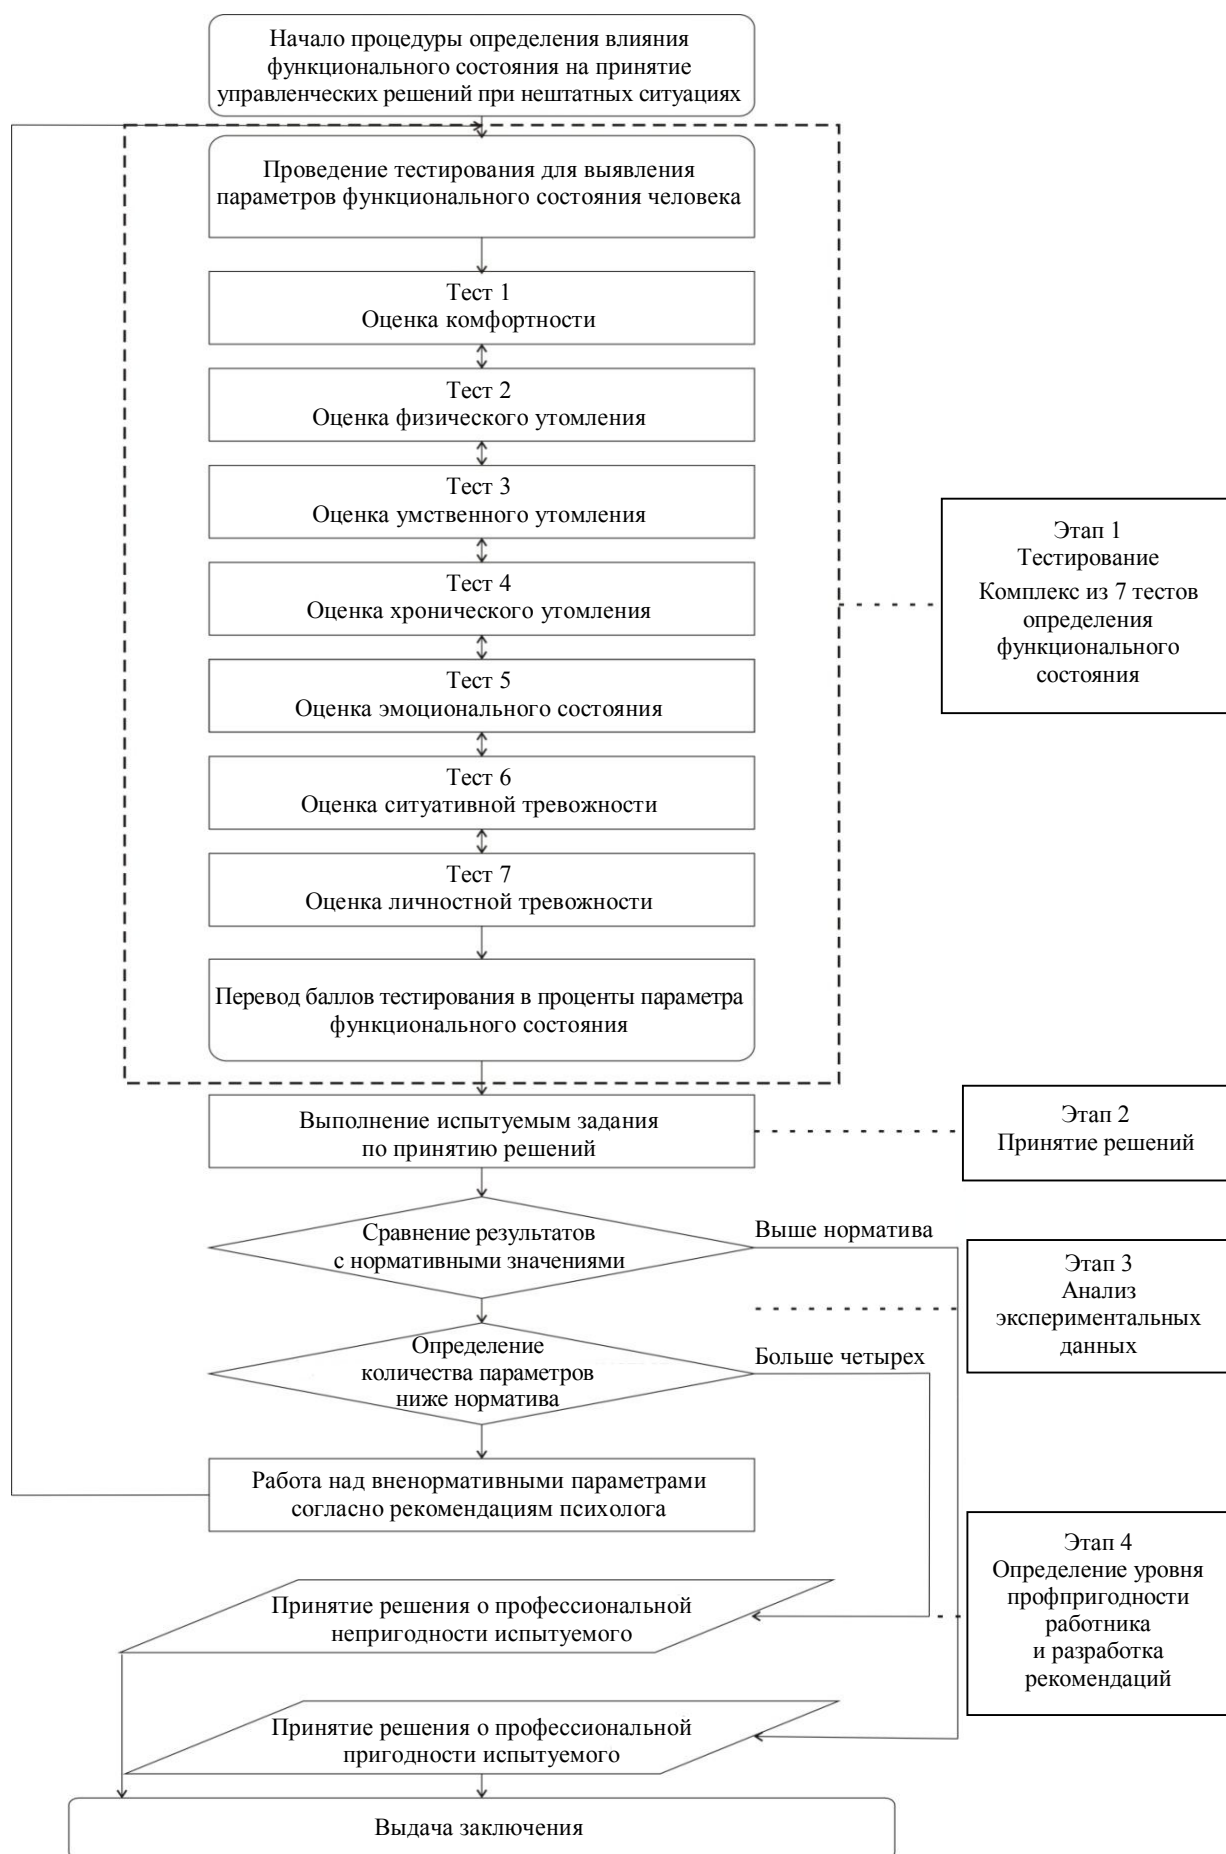 Начало процедуры определения влияния
функционального состояния на принятие
управленческих решений при нештатных ситуациях
Проведение тестирования для выявления
параметров функционального состояния человека
Тест 1
Оценка комфортности
Тест 2
Оценка физического утомления
Тест 3
Оценка умственного утомления
Тест 4
Оценка хронического утомления
Тест 5
Оценка эмоционального состояния
Тест 6
Оценка ситуативной тревожности
Тест 7
Оценка личностной тревожности
Перевод баллов тестирования в проценты параметра
функционального состояния
Этап 1
Тестирование
Комплекс из 7 тестов
определения
функционального
состояния
Выполнение испытуемым задания
по принятию решений
Этап 2
Принятие решений
Сравнение результатов
с нормативными значениями
Выше норматива
Определение
количества параметров
ниже норматива
Больше четырех
Этап 3
Анализ
экспериментальных
данных
Работа над вненормативными параметрами
согласно рекомендациям психолога
Принятие решения о профессиональной
непригодности испытуемого
Принятие решения о профессиональной
пригодности испытуемого
Этап 4
Определение уровня
профпригодности
работника
и разработка
рекомендаций
Выдача заключения